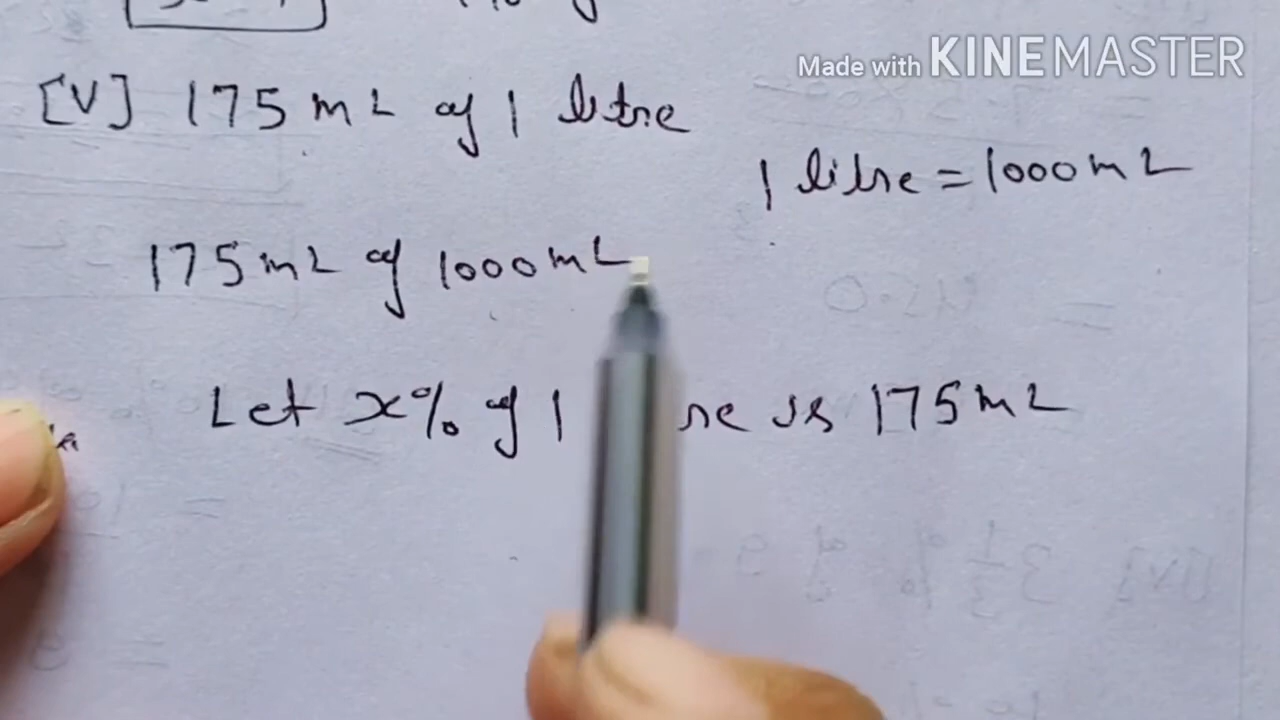 Made with KINEMASTER
[V] 175 mL of 1 litre
1 litre = 1000 mL
175 mL of 1000 mL
Let x% of 1 is 175 mL